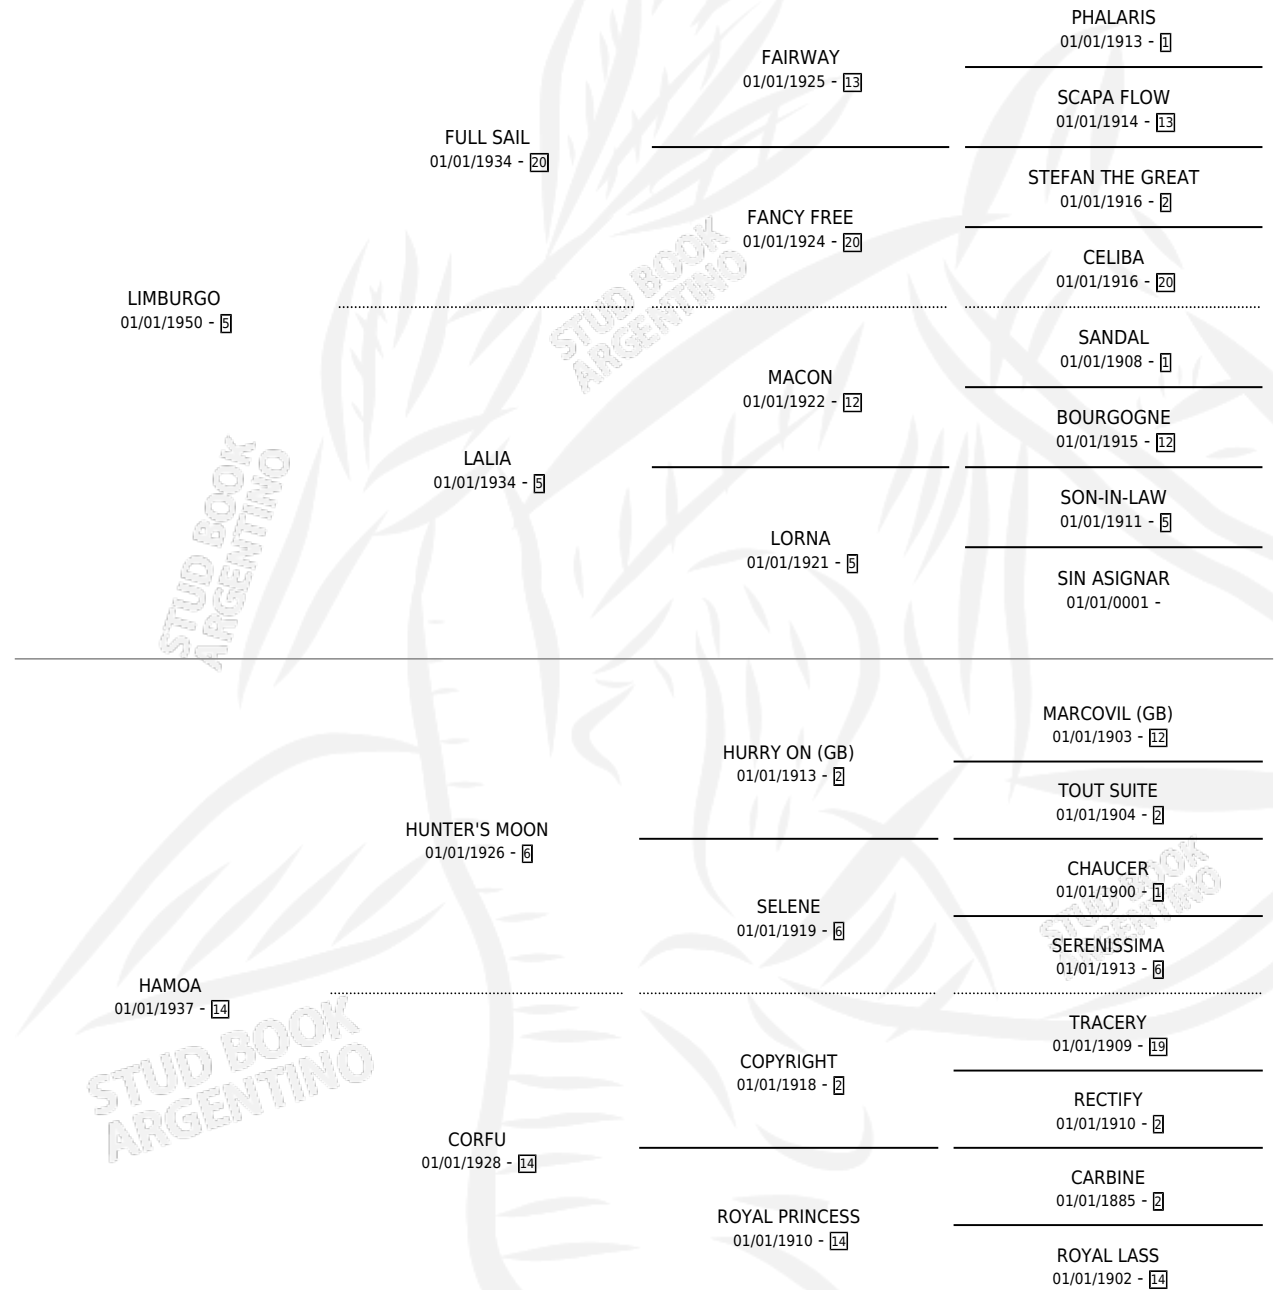 PHALARIS
01/01/1913 - 1
FAIRWAY
01/01/1925 - 13
SCAPA FLOW
01/01/1914 - 13
FULL SAIL
01/01/1934 - 20
STEFAN THE GREAT
01/01/1916 - 2
FANCY FREE
01/01/1924 - 20
CELIBA
01/01/1916 - 20
LIMBURGO
01/01/1950 - 5
STUD BOOK
ARGENTINO
SANDAL
01/01/1908 - 1
MACON
01/01/1922 - 12
BOURGOGNE
01/01/1915 - 12
LALIA
01/01/1934 - 5
SON-IN-LAW
01/01/1911 - 5
LORNA
01/01/1921 - 5
SIN ASIGNAR
01/01/0001 -
STUD BOOK
ARGENTINO
MARCOVIL (GB)
01/01/1903 - 12
HURRY ON (GB)
01/01/1913 - 2
TOUT SUITE
01/01/1904 - 2
HUNTER'S MOON
01/01/1926 - 6
CHAUCER
01/01/1900 - 1
SELENE
01/01/1919 - 6
SERENISSIMA
01/01/1913 - 6
STUD BOOK
ARGENTINO
HAMOA
01/01/1937 - 14
TRACERY
01/01/1909 - 19
COPYRIGHT
01/01/1918 - 2
RECTIFY
01/01/1910 - 2
STUD BOOK
ARGENTINO
CORFU
01/01/1928 - 14
CARBINE
01/01/1885 - 2
ROYAL PRINCESS
01/01/1910 - 14
ROYAL LASS
01/01/1902 - 14